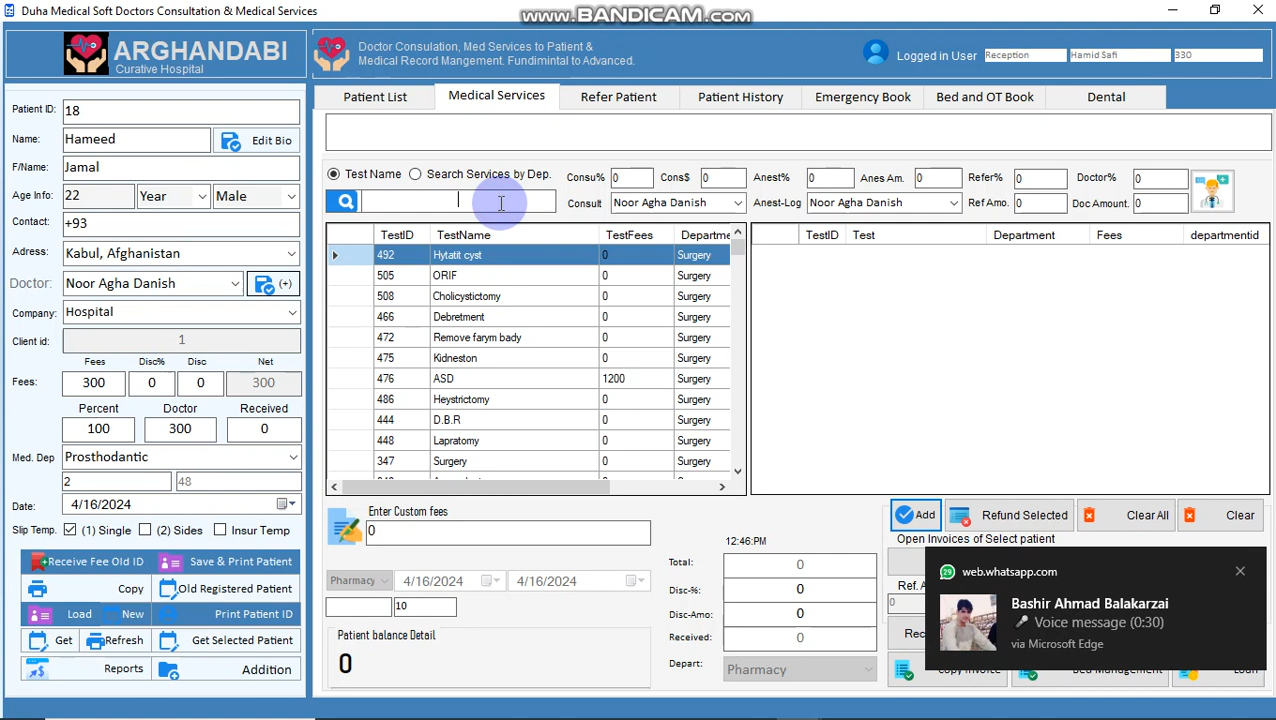 Duha Medical Soft Doctors Consultation & Medical Services
www.BANDICAM.com
ARGHANDABI
Curative Hospital
Doctor Consulation, Med Services to Patient &
Medical Record Mangement. Fundimintal to Advanced.
Logged in User
Reception
Hamid Safi
330
Patient List
Medical Services
Refer Patient
Patient History
Emergency Book
Bed and OT Book
Dental
Patient ID: 18
Name: Hameed
Edit Bio
F/Name: Jamal
Age Info: 22 Year Male
Contact: +93
Adress: Kabul, Afghanistan
Doctor: Noor Agha Danish (+)
Company: Hospital
Client id: 1
Fees Disc% Disc Net
Fees: 300 0 0 300
Percent Doctor Received
100 300 0
Med. Dep Prosthodantic
2 48
Date: 4/16/2024
Slip Temp. (1) Single (2) Sides Insur Temp
Receive Fee Old ID Save & Print Patient
Copy Old Registered Patient
Load New Print Patient ID
Get Refresh Get Selected Patient
Reports Addition
Test Name Search Services by Dep.
Consu% 0 Cons$ 0 Anest% 0 Anes Am. 0 Refer% 0 Doctor% 0
Consult Noor Agha Danish Anest-Log Noor Agha Danish Ref Amo. 0 Doc Amount. 0
TestID TestName TestFees Departme
492 Hytatit cyst 0 Surgery
505 ORIF 0 Surgery
508 Cholicystictomy 0 Surgery
466 Debretment 0 Surgery
472 Remove farym bady 0 Surgery
475 Kidneston 0 Surgery
476 ASD 1200 Surgery
486 Heystrictomy 0 Surgery
444 D.B.R 0 Surgery
448 Lapratomy 0 Surgery
347 Surgery 0 Surgery
TestID Test Department Fees departmentid
Enter Custom fees
0
Pharmacy 4/16/2024 4/16/2024
10
Patient balance Detail
0
12:46:PM
Total: 0
Disc-%: 0
Disc-Amo: 0
Received: 0
Depart: Pharmacy
Add Refund Selected Clear All Clear
Open Invoices of Select patient
Ref. A
0
Rec
Copy Invoice Bed Management Loan
29
web.whatsapp.com
Bashir Ahmad Balakarzai
Voice message (0:30)
via Microsoft Edge